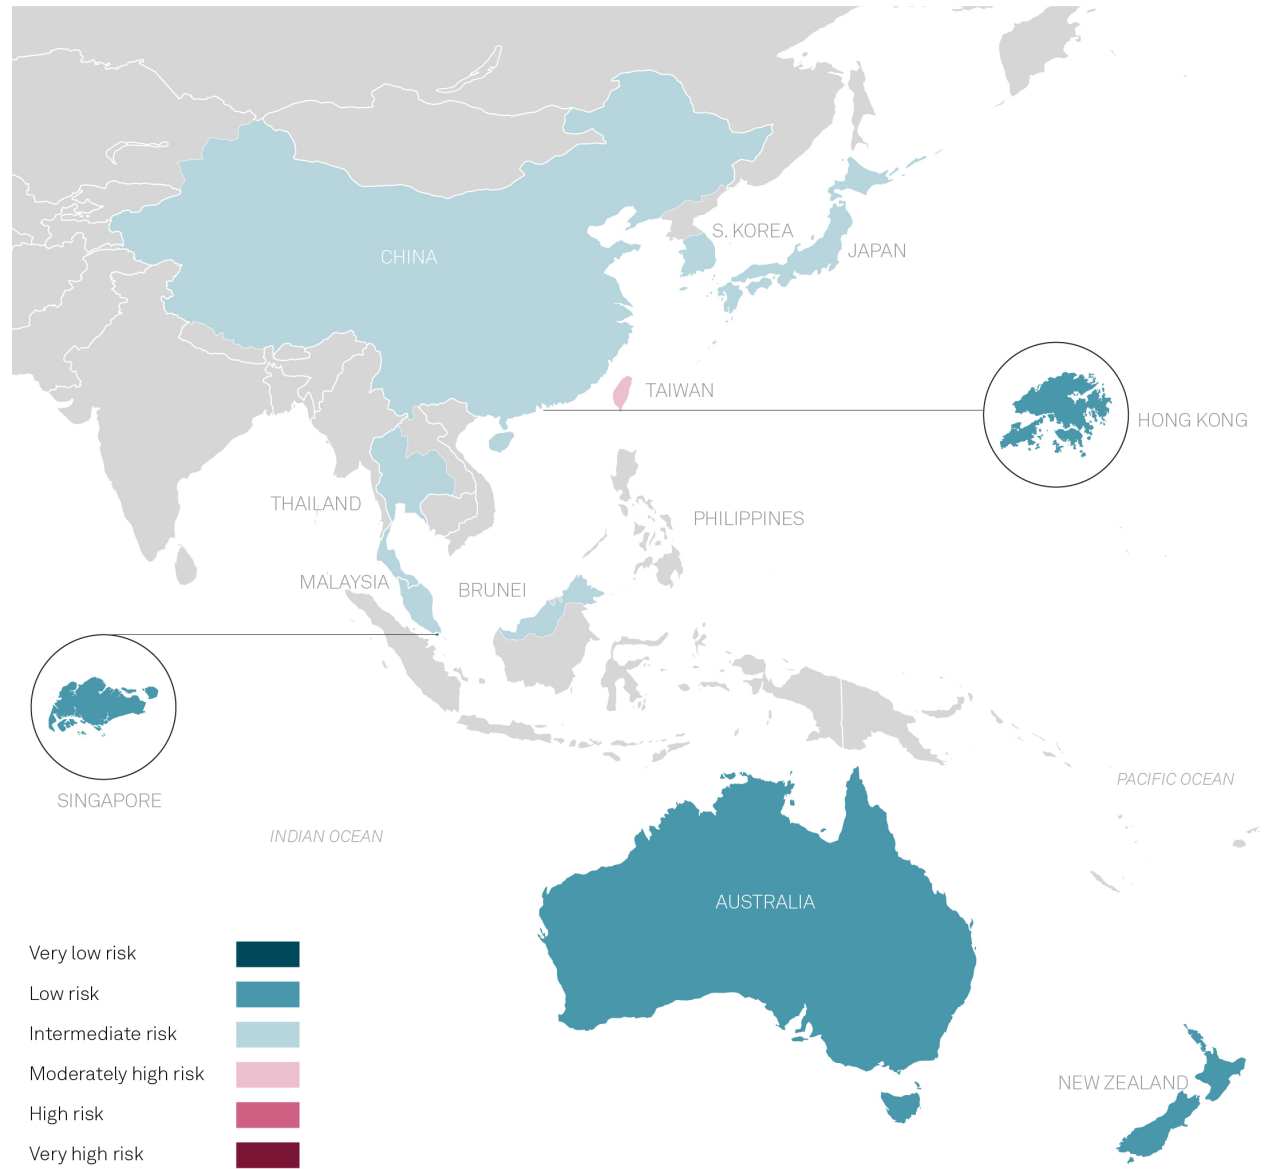 S. KOREA
JAPAN
CHINA
TAIWAN
HONG KONG
THAILAND
PHILIPPINES
MALAYSIA
BRUNEI
SINGAPORE
PACIFIC OCEAN
INDIAN OCEAN
AUSTRALIA
NEW ZEALAND
Very low risk
Low risk
Intermediate risk
Moderately high risk
High risk
Very high risk